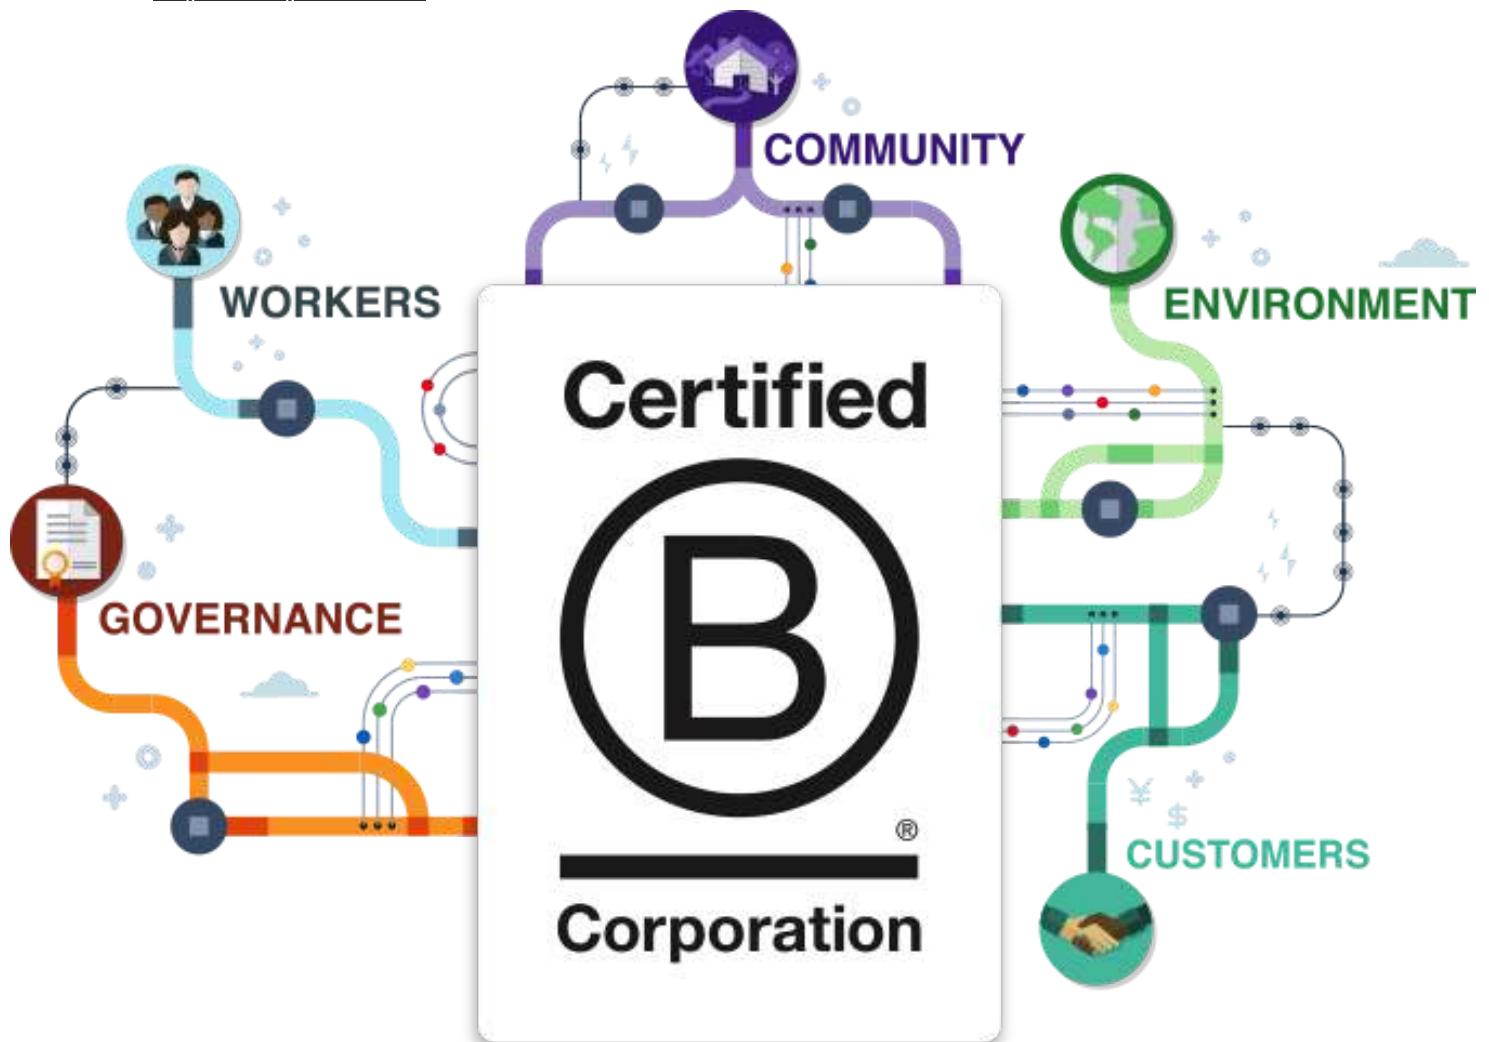 COMMUNITY
WORKERS
ENVIRONMENT
Certified
B
®
Corporation
GOVERNANCE
CUSTOMERS